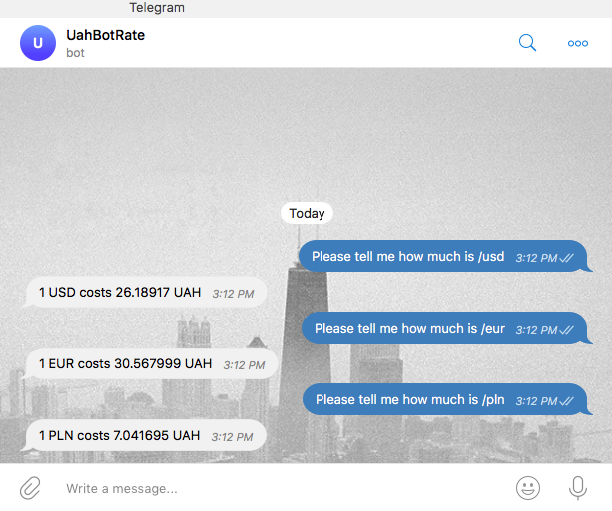 Telegram
U
UahBotRate
bot
Today
Please tell me how much is /usd 3:12 PM
1 USD costs 26.18917 UAH 3:12 PM
Please tell me how much is /eur 3:12 PM
1 EUR costs 30.567999 UAH 3:12 PM
Please tell me how much is /pln 3:12 PM
1 PLN costs 7.041695 UAH 3:12 PM
Write a message...